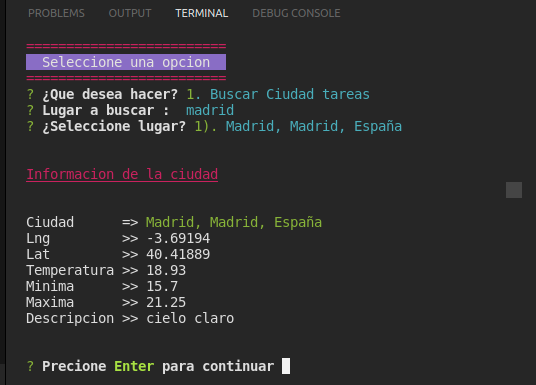 PROBLEMS OUTPUT TERMINAL DEBUG CONSOLE
=========================
Seleccione una opcion
=========================
? ¿Que desea hacer? 1. Buscar Ciudad tareas
? Lugar a buscar : madrid
? ¿Seleccione lugar? 1). Madrid, Madrid, España
Informacion de la ciudad
Ciudad => Madrid, Madrid, España
Lng >> -3.69194
Lat >> 40.41889
Temperatura >> 18.93
Minima >> 15.7
Maxima >> 21.25
Descripcion >> cielo claro
? Precione Enter para continuar